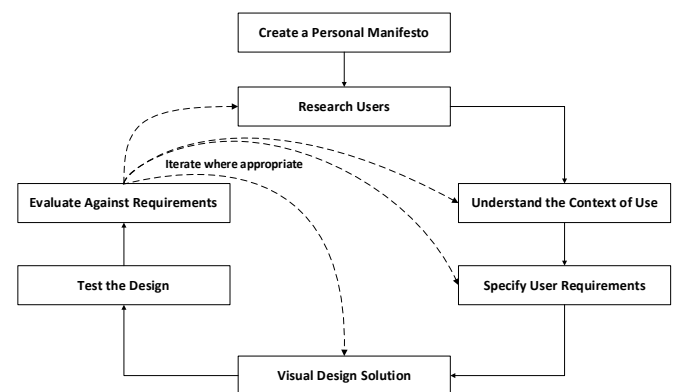 Create a Personal Manifesto
Research Users
Iterate where appropriate
Evaluate Against Requirements
Understand the Context of Use
Test the Design
Specify User Requirements
Visual Design Solution